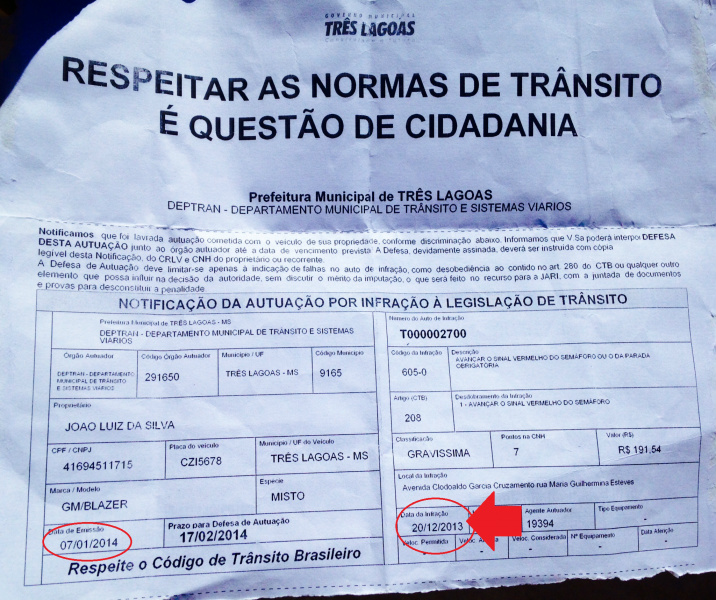 GOVERNO MUNICIPAL
TRÊS LAGOAS
RESPEITAR AS NORMAS DE TRÂNSITO
É QUESTÃO DE CIDADANIA
Prefeitura Municipal de TRÊS LAGOAS
DEPTRAN - DEPARTAMENTO MUNICIPAL DE TRÂNSITO E SISTEMAS VIARIOS
Notificamos que foi lavrada autuação cometida com o veículo de sua propriedade, conforme discriminação abaixo. Informamos que V Sa poderá interpor DEFESA
DESTA AUTUAÇÃO junto ao órgão autuador até a data de vencimento prevista. A Defesa, devidamente assinada, deverá ser instruída com cópia
legível desta Notificação, do CRLV e CNH do proprietário ou recorrente.
A Defesa de Autuação deve limitar-se apenas à indicação de falhas no auto de infração, como desobediência ao contido no art. 280 do CTB ou qualquer outro
elemento que possa influir na decisão da autoridade, sem discutir o mérito da imputação, o que será feito no recurso para a JARI, com a juntada de documentos
e provas para desconstituir a penalidade.
NOTIFICAÇÃO DA AUTUAÇÃO POR INFRAÇÃO À LEGISLAÇÃO DE TRÂNSITO
Prefeitura Municipal de TRÊS LAGOAS - MS
DEPTRAN - DEPARTAMENTO MUNICIPAL DE TRÂNSITO E SISTEMAS
VIARIOS
Órgão Autuador
DEPTRAN - DEPARTAMENTO
MUNICIPAL DE TRÂNSITO
E SISTEMAS VIARIOS
Código Órgão Autuador
291650
Município / UF
TRÊS LAGOAS - MS
Código Município
9165
Proprietário
JOAO LUIZ DA SILVA
CPF / CNPJ
41694511715
Placa do veículo
CZI5678
Município / UF do Veículo
TRÊS LAGOAS - MS
Marca / Modelo
GM/BLAZER
Especie
MISTO
Data de Emissão
07/01/2014
Prazo para Defesa de Autuação
17/02/2014
Respeite o Código de Trânsito Brasileiro
Número do Auto de Infração
T000002700
Código da Infração
605-0
Descrição
AVANÇAR O SINAL VERMELHO DO SEMÁFORO OU O DA PARADA
OBRIGATÓRIA
Artigo (CTB)
208
Desdobramento da Infração
1 - AVANÇAR O SINAL VERMELHO DO SEMÁFORO
Classificação
GRAVISSIMA
Pontos na CNH
7
Valor (R$)
R$ 191,54
Local da Infração
Avenida Clodoaldo Garcia Cruzamento rua Maria Guilhermina Esteves
Data da Infração
20/12/2013
Agente Autuador
19394
Tipo Equipamento
-
Veloc. Permitida
-
Veloc.
-
Veloc. Considerada
-
Nº Equipamento
-
Data Aferição
-